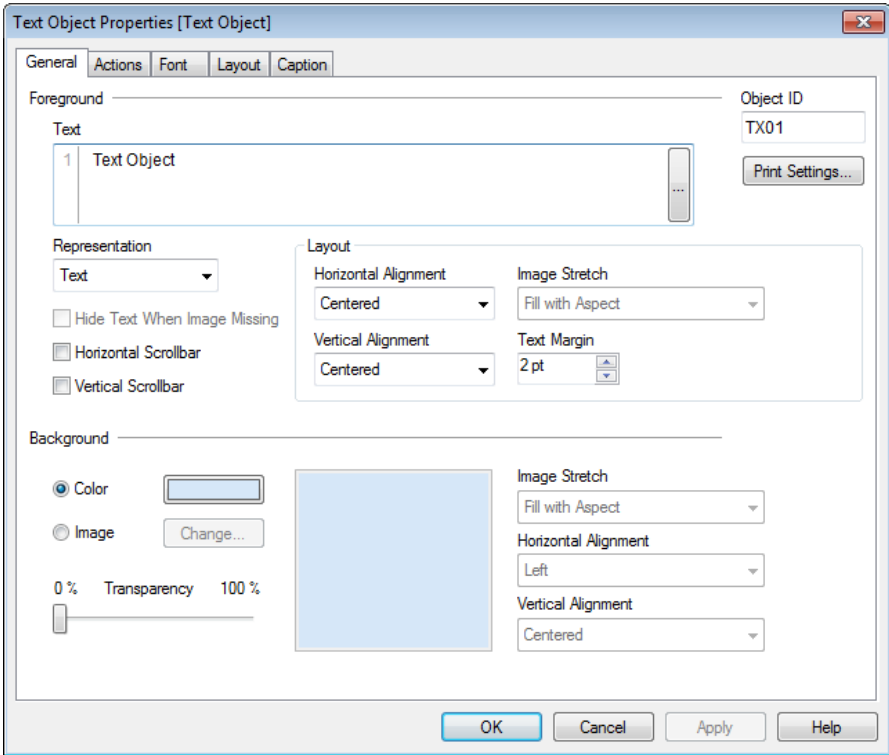 Text Object Properties [Text Object]
General Actions Font Layout Caption
Foreground
Object ID
Text
TX01
1 Text Object
...
Print Settings...
Representation
Layout
Text
Horizontal Alignment
Image Stretch
Centered
Fill with Aspect
Hide Text When Image Missing
Vertical Alignment
Text Margin
Horizontal Scrollbar
Centered
2 pt
Vertical Scrollbar
Background
Color
Image Stretch
Fill with Aspect
Image
Change...
Horizontal Alignment
Left
0 % Transparency 100 %
Vertical Alignment
Centered
OK Cancel Apply Help